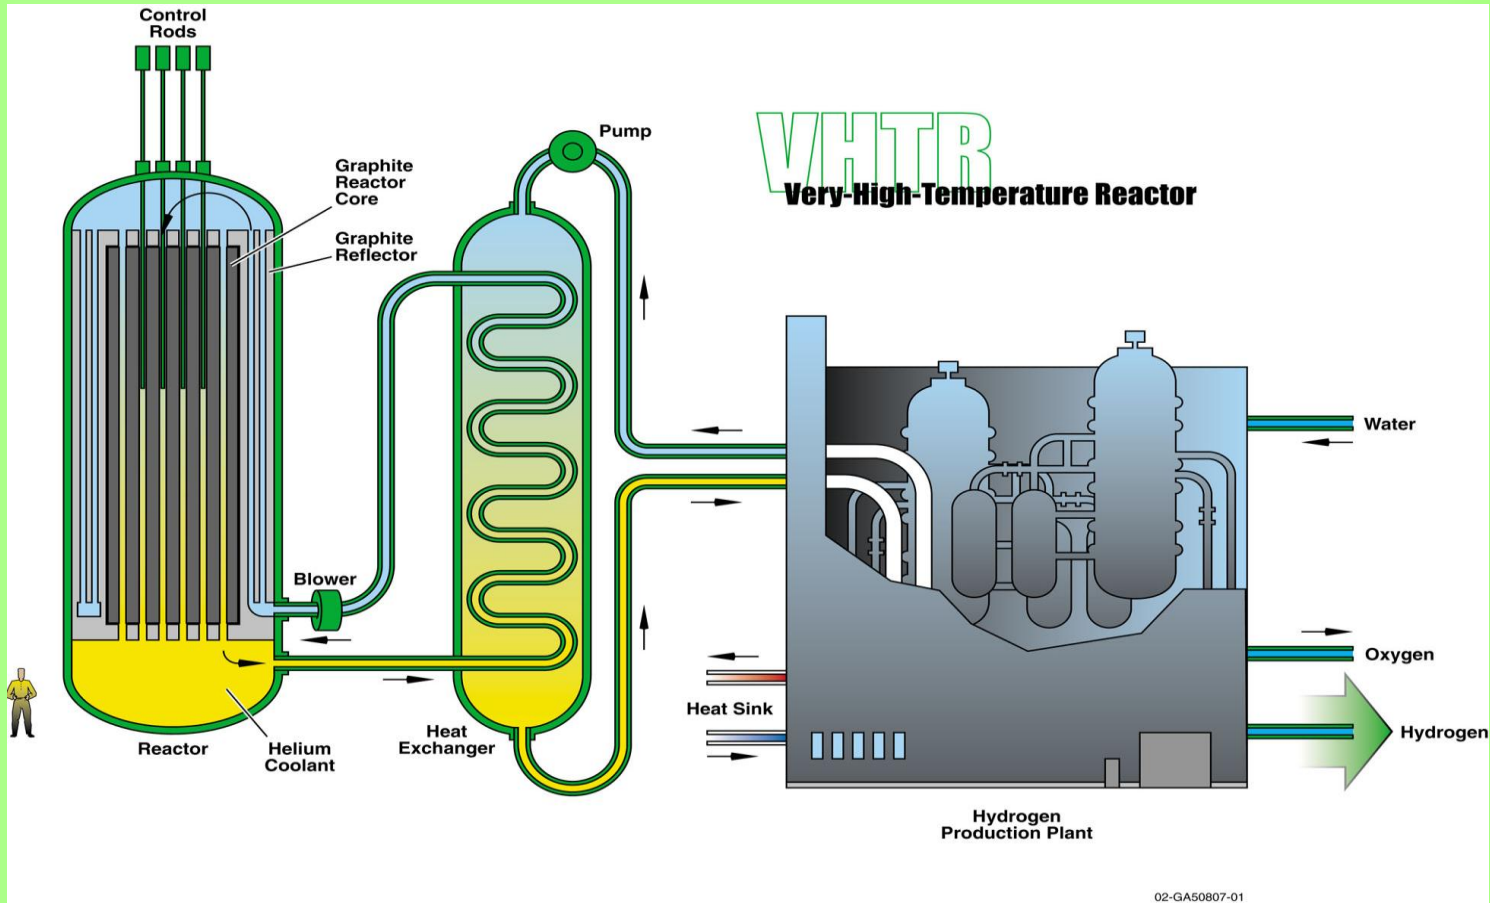 Control
Rods
Pump
VHTR
Very-High-Temperature Reactor
Graphite
Reactor
Core
Graphite
Reflector
Water
Blower
Oxygen
Heat Sink
Hydrogen
Heat
Exchanger
Reactor
Helium
Coolant
Hydrogen
Production Plant
02-GA50807-01